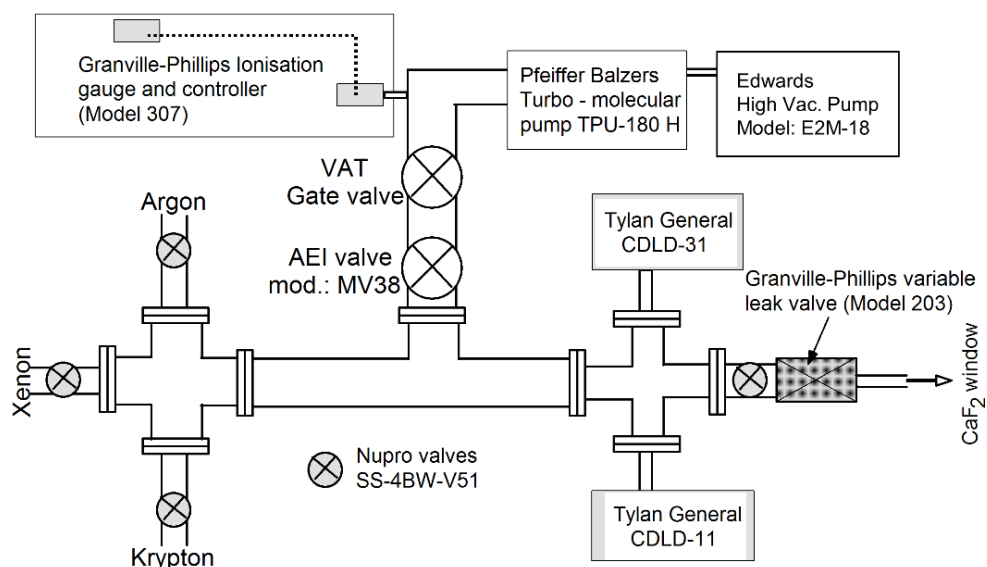 Granville-Phillips Ionisation
gauge and controller
(Model 307)
Pfeiffer Balzers
Turbo - molecular
pump TPU-180 H
Edwards
High Vac. Pump
Model: E2M-18
VAT
Gate valve
Argon
AEI valve
mod.: MV38
Tylan General
CDLD-31
Granville-Phillips variable
leak valve (Model 203)
Xenon
CaF2 window
Nupro valves
SS-4BW-V51
Tylan General
CDLD-11
Krypton